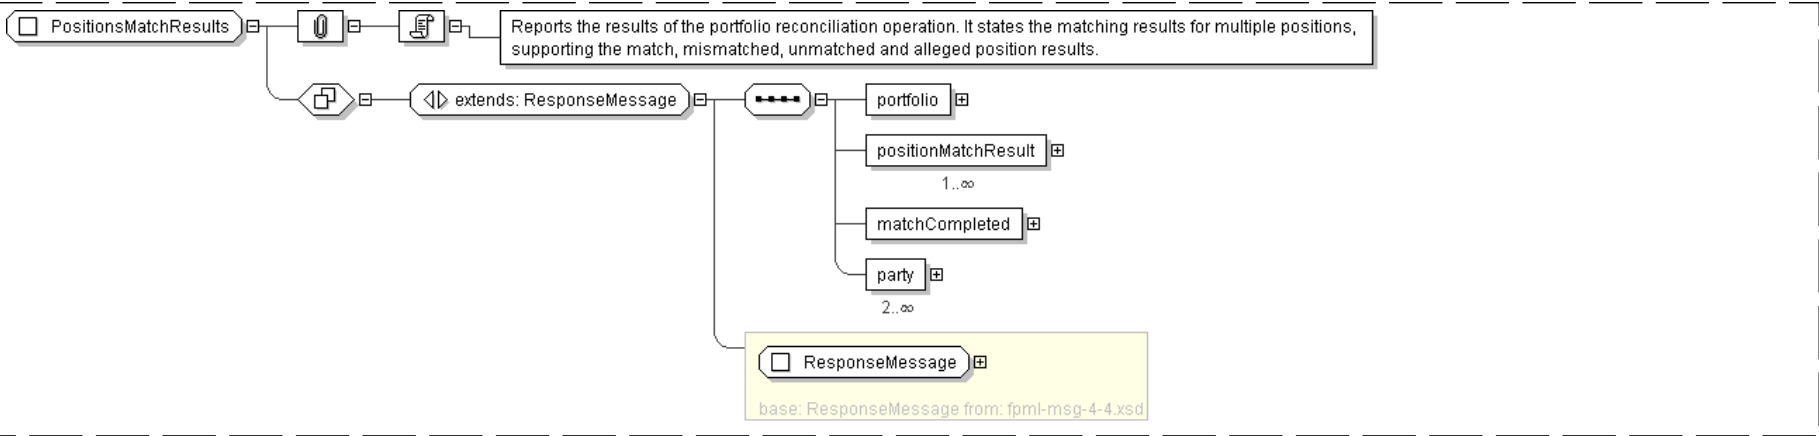 PositionsMatchResults
Reports the results of the portfolio reconciliation operation. It states the matching results for multiple positions,
supporting the match, mismatched, unmatched and alleged position results.
extends: ResponseMessage
portfolio
positionMatchResult
1..∞
matchCompleted
party
2..∞
ResponseMessage
base: ResponseMessage from: fpml-msg-4-4.xsd